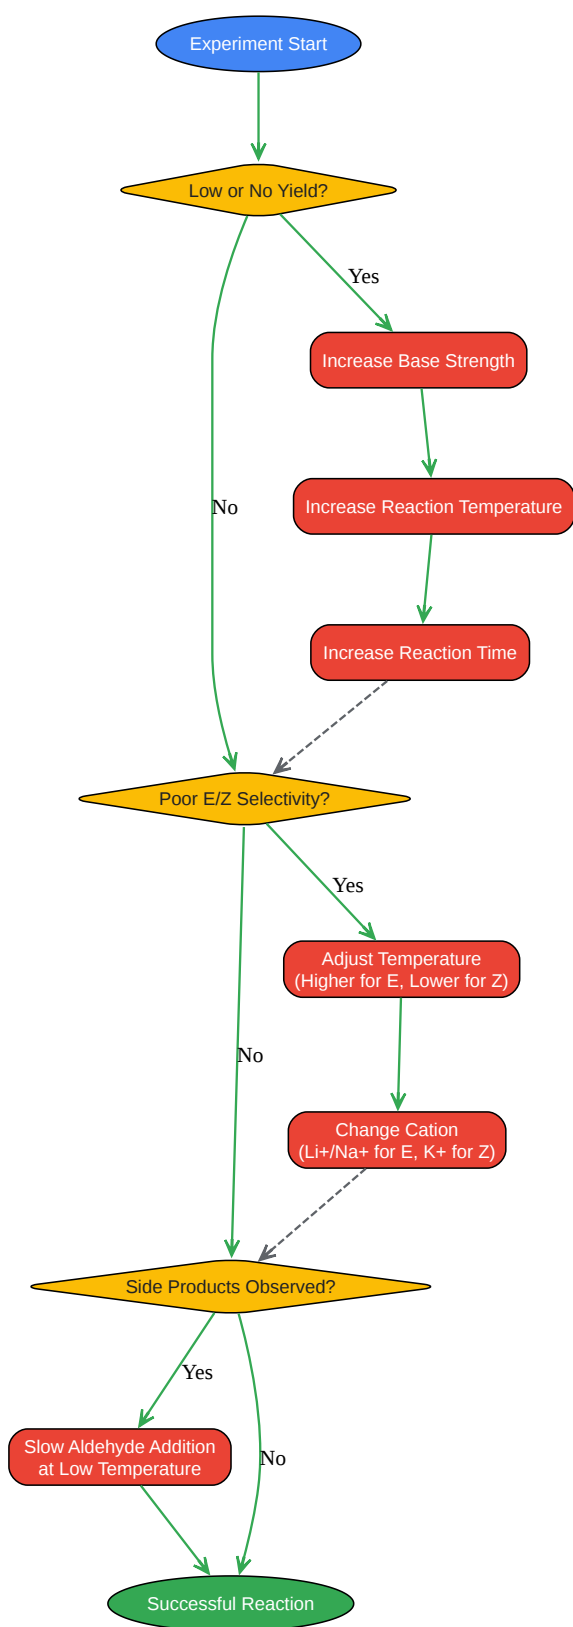 Experiment Start
Low or No Yield?
Yes
Increase Base Strength
Increase Reaction Temperature
No
Increase Reaction Time
Poor E/Z Selectivity?
Yes
Adjust Temperature
(Higher for E, Lower for Z)
No
Change Cation
(Li+/Na+ for E, K+ for Z)
Side Products Observed?
Yes
Slow Aldehyde Addition
at Low Temperature
No
Successful Reaction